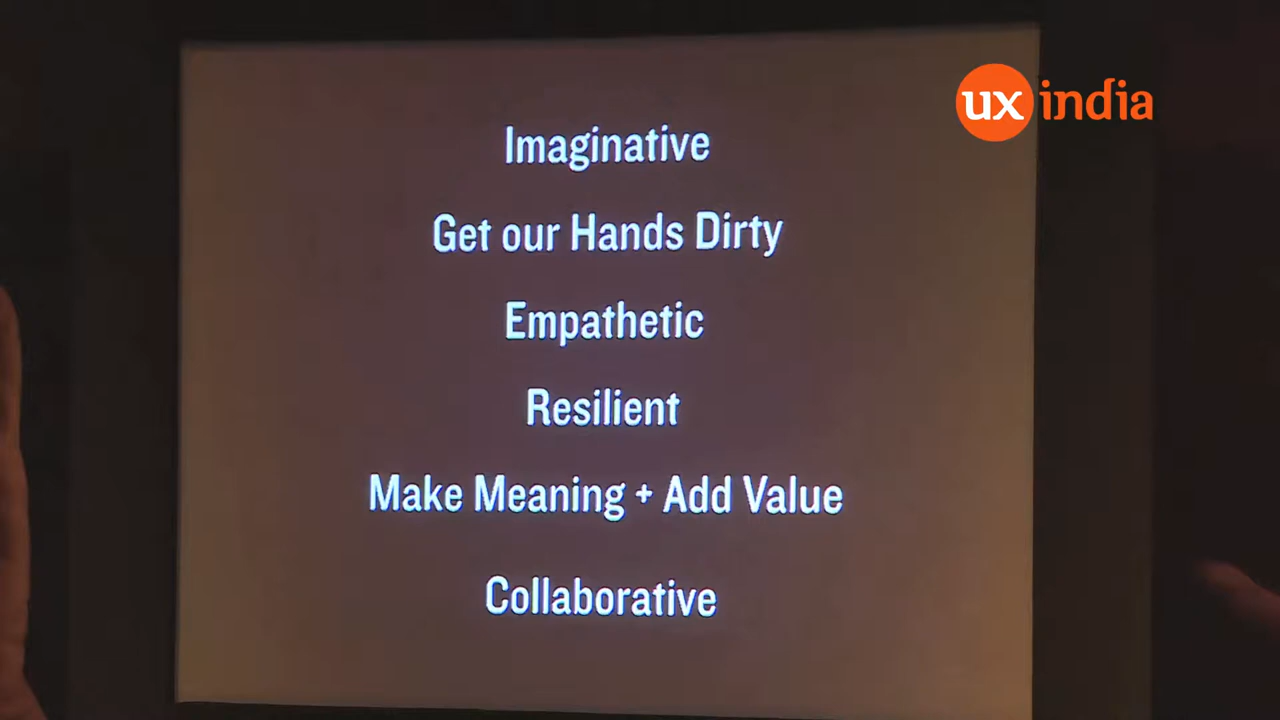 ux india
Imaginative
Get our Hands Dirty
Empathetic
Resilient
Make Meaning + Add Value
Collaborative